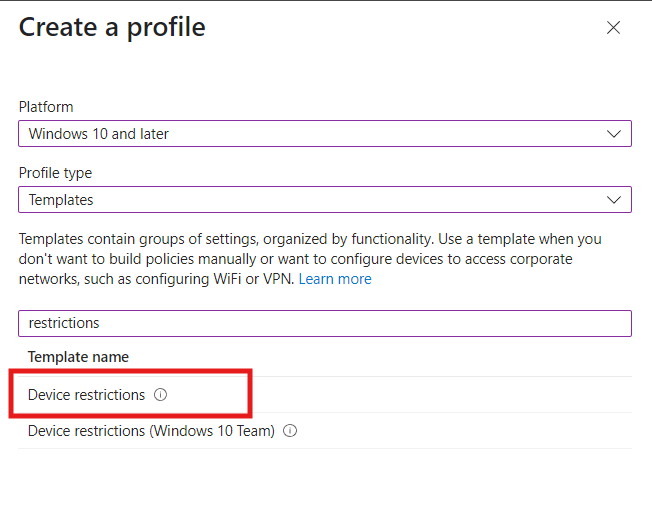 Create a profile
Platform
Windows 10 and later
Profile type
Templates
Templates contain groups of settings, organized by functionality. Use a template when you
don't want to build policies manually or want to configure devices to access corporate
networks, such as configuring WiFi or VPN. Learn more
restrictions
Template name
Device restrictions
Device restrictions (Windows 10 Team)